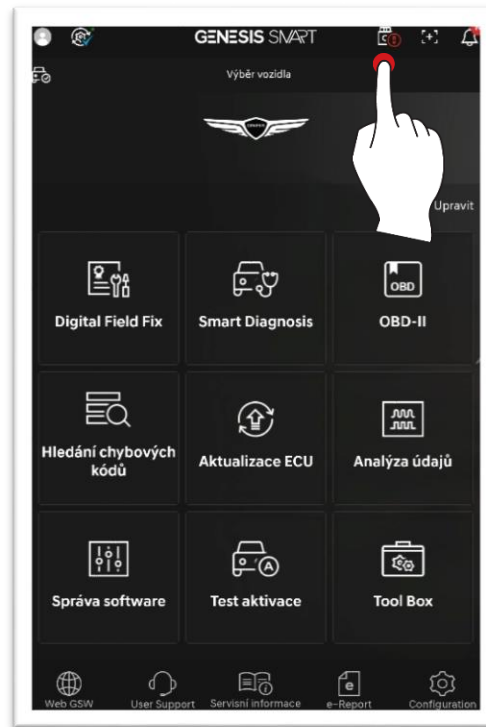 GENESIS SMART
Výběr vozidla
Upravit
Digital Field Fix
Smart Diagnosis
OBD
OBD-II
Hledání chybových
kódů
Aktualizace ECU
Analýza údajů
Správa software
A
Test aktivace
Tool Box
Web GSW
User Support
Servisní informace
e
e-Report
Configuration